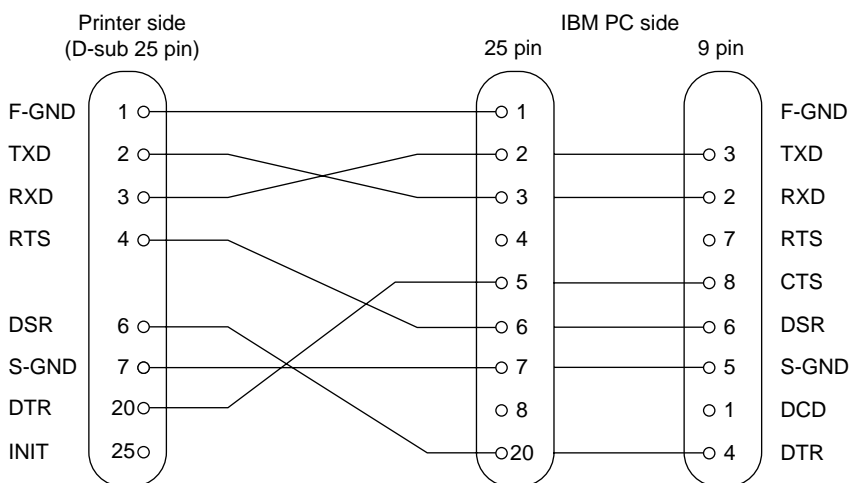 Printer side
(D-sub 25 pin)
IBM PC side
25 pin
9 pin
F-GND 1 1 F-GND
TXD 2 2 3 TXD
RXD 3 3 2 RXD
RTS 4 4 7 RTS
5 8 CTS
DSR 6 6 6 DSR
S-GND 7 7 5 S-GND
DTR 20 8 1 DCD
INIT 25 20 4 DTR